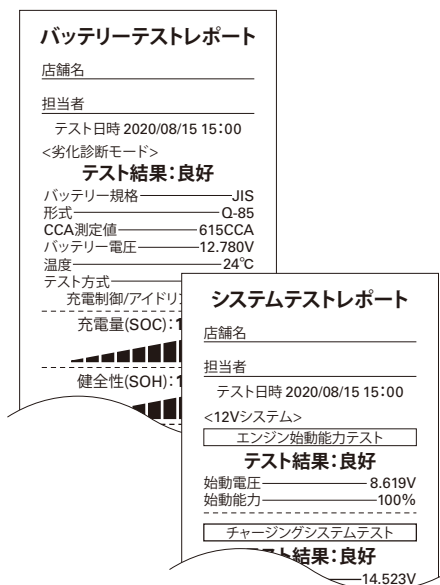 バッテリーテストレポート
店舗名
担当者
テスト日時 2020/08/15 15:00
<劣化診断モード>
テスト結果:良好
バッテリー規格 JIS
形式 Q-85
CCA測定値 615CCA
バッテリー電圧 12.780V
温度 24℃
テスト方式
充電制御/アイドリ
充電量(SOC):1
健全性(SOH):1
システムテストレポート
店舗名
担当者
テスト日時 2020/08/15 15:00
<12Vシステム>
エンジン始動能力テスト
テスト結果:良好
始動電圧 8.619V
始動能力 100%
チャージングシステムテスト
結果:良好
14.523V